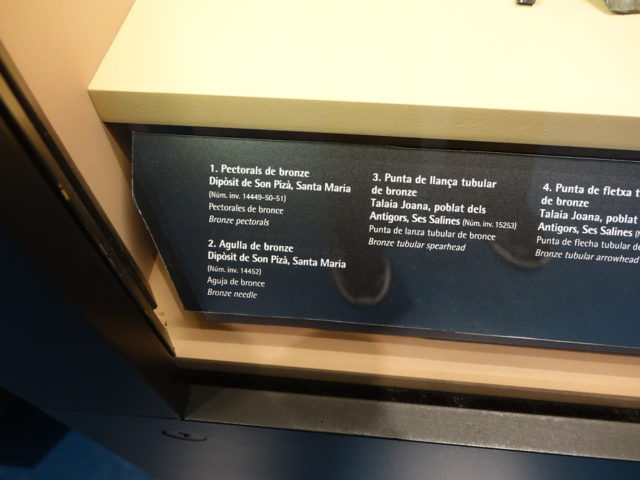 1. Pectorals de bronze
Dipòsit de Son Pizà, Santa Maria
(Núm. inv. 14449-50-51)
Pectorales de bronce
Bronze pectorals
2. Agulla de bronze
Dipòsit de Son Pizà, Santa Maria
(Núm. inv. 14452)
Aguja de bronce
Bronze needle
3. Punta de llança tubular
de bronze
Talaia Joana, poblat dels
Antigors, Ses Salines (Núm. inv. 15253)
Punta de lanza tubular de bronce
Bronze tubular spearhead
4. Punta de fletxa t
de bronze
Talaia Joana, poblat
Antigors, Ses Salines
Punta de flecha tubular de
Bronze tubular arrowhead